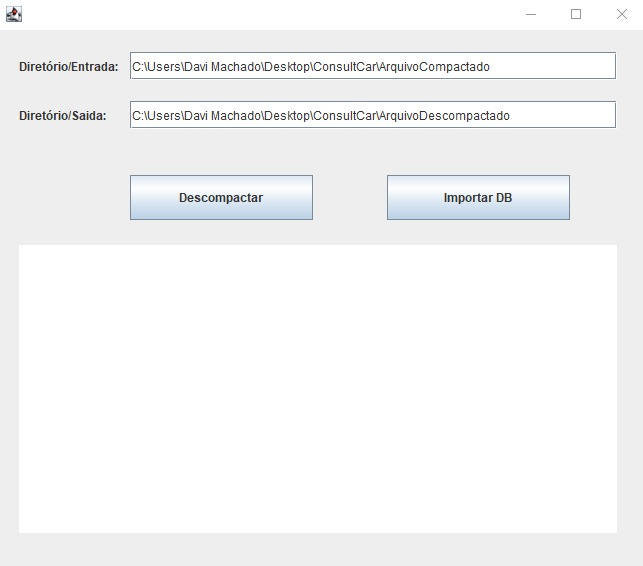 Diretório/Entrada: C:\Users\Davi Machado\Desktop\ConsultCar\ArquivoCompactado
Diretório/Saida: C:\Users\Davi Machado\Desktop\ConsultCar\ArquivoDescompactado
Descompactar Importar DB